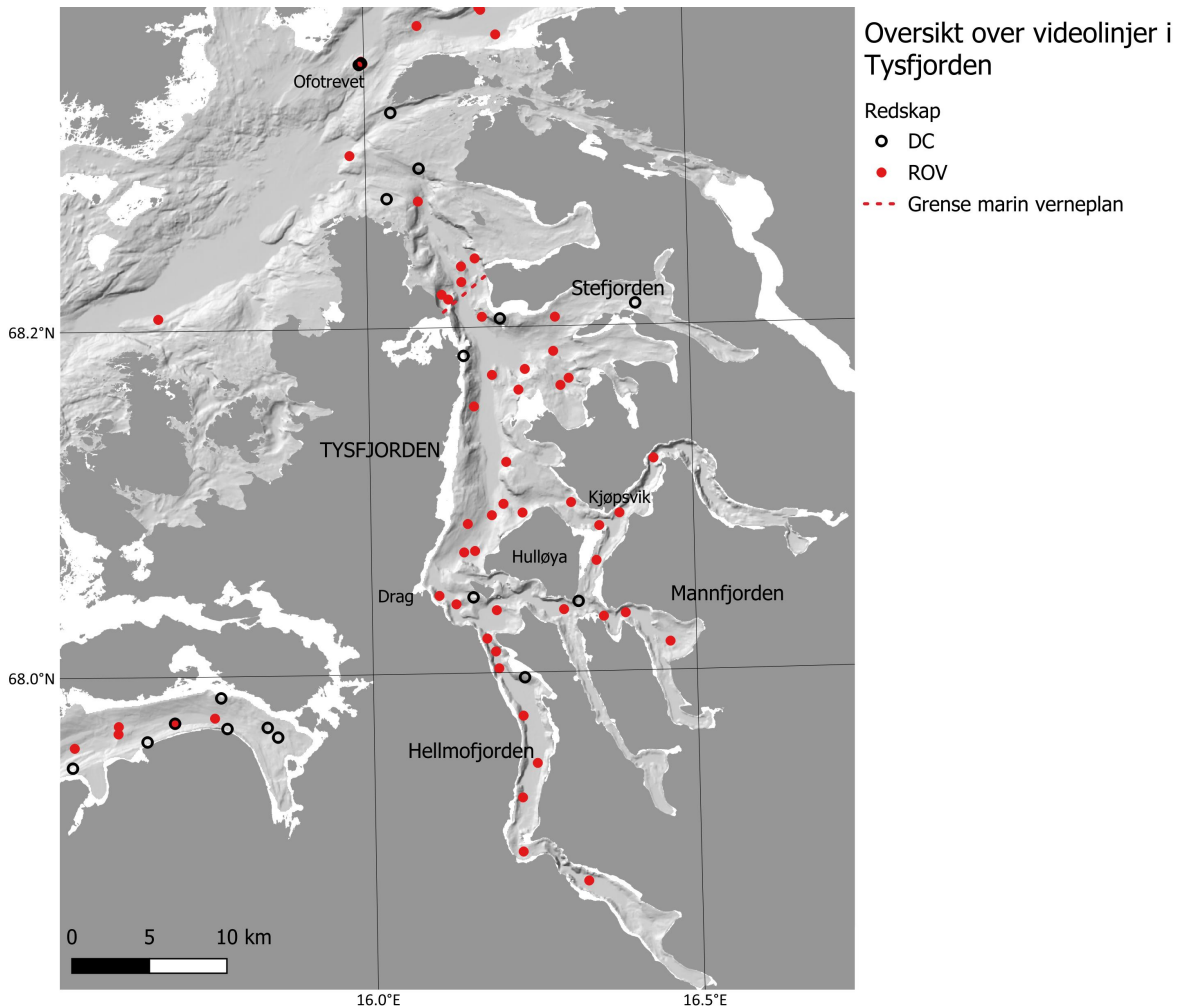 Oversikt over videolinjer i
Tysfjorden
Redskap
DC
ROV
Grense marin verneplan
Ofotrevet
Stefjorden
68.2°N
TYSFJORDEN
Kjøpsvik
Hulløya
Drag
Mannfjorden
68.0°N
Hellmofjorden
0 5 10 km
16.0°E 16.5°E